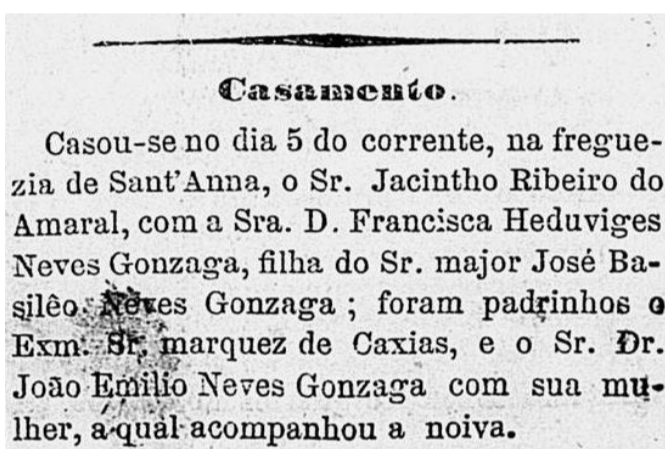 Casamento.
Casou-se no dia 5 do corrente, na fregue-
zia de Sant'Anna, o Sr. Jacintho Ribeiro do
Amaral, com a Sra. D. Francisca Heduviges
Neves Gonzaga, filha do Sr. major José Ba-
silêo Neves Gonzaga ; foram padrinhos o
Exm. Sr. marquez de Caxias, e o Sr. Dr.
João Emilio Neves Gonzaga com sua mu-
lher, a qual acompanhou a noiva.